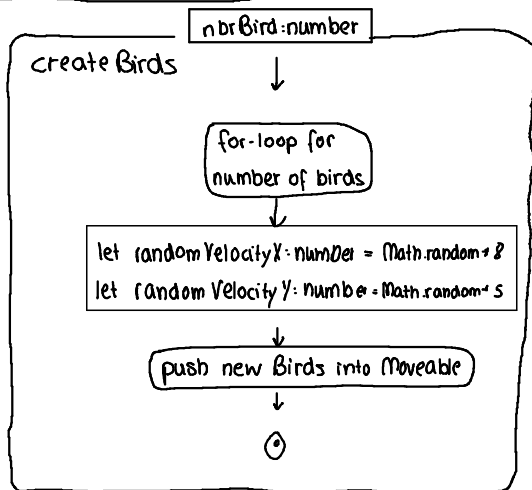 nbrBird:number
createBirds
for-loop for
number of birds
let randomVelocityX: number = Math.random * 8
let randomVelocityY: number = Math.random * 5
push new Birds into Moveable